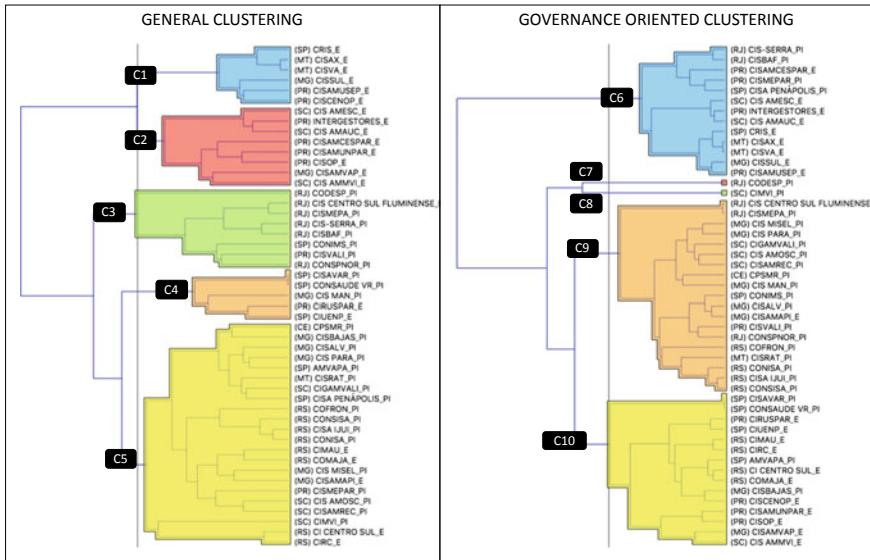 GENERAL CLUSTERING
C1
C2
C3
C4
C5
(SP) CRIS_E
(MT) CISAX_E
(MT) CISVA_E
(MG) CISSUL_E
(PR) CISAMUSEP_E
(PR) CISCENOP_E
(SC) CIS AMESC_E
(PR) INTERGESTORES_E
(SC) CIS AMAUC_E
(PR) CISAMCESPAR_E
(PR) CISAMUNPAR_E
(PR) CISOP_E
(MG) CISAMVAP_E
(SC) CIS AMMVI_E
(RJ) CODESP_PI
(RJ) CIS CENTRO SUL FLUMINENSE_
(RJ) CISMEPA_PI
(RJ) CIS-SERRA_PI
(RJ) CISBAF_PI
(SP) CONIMS_PI
(PR) CISVALI_PI
(RJ) CONSPNOR_PI
(SP) CISAVAR_PI
(SP) CONSAUDE VR_PI
(MG) CIS MAN_PI
(PR) CIRUSPAR_E
(SP) CIUENP_E
(CE) CPSMR_PI
(MG) CISBAJAS_PI
(MG) CISALV_PI
(MG) CIS PARA_PI
(SP) AMVAPA_PI
(MT) CISRAT_PI
(SC) CIGAMVALI_PI
(SP) CISA PENÁPOLIS_PI
(RS) COFRON_PI
(RS) CONSISA_PI
(RS) CISA IJUI_PI
(RS) CONISA_PI
(RS) CIMAU_E
(RS) COMAJA_E
(MG) CIS MISEL_PI
(MG) CISAMAPI_E
(PR) CISMEPAR_PI
(SC) CIS AMOSC_PI
(SC) CISAMREC_PI
(SC) CIMVI_PI
(RS) CI CENTRO SUL_E
(RS) CIRC_E
GOVERNANCE ORIENTED CLUSTERING
C6
C7
C8
C9
C10
(RJ) CIS-SERRA_PI
(RJ) CISBAF_PI
(PR) CISAMCESPAR_E
(PR) CISMEPAR_PI
(SP) CISA PENÁPOLIS_PI
(SC) CIS AMESC_E
(PR) INTERGESTORES_E
(SC) CIS AMAUC_E
(SP) CRIS_E
(MT) CISAX_E
(MT) CISVA_E
(MG) CISSUL_E
(PR) CISAMUSEP_E
(RJ) CODESP_PI
(SC) CIMVI_PI
(RJ) CIS CENTRO SUL FLUMINENSE
(RJ) CISMEPA_PI
(MG) CIS MISEL_PI
(MG) CIS PARA_PI
(SC) CIGAMVALI_PI
(SC) CIS AMOSC_PI
(SC) CISAMREC_PI
(CE) CPSMR_PI
(MG) CIS MAN_PI
(SP) CONIMS_PI
(MG) CISALV_PI
(MG) CISAMAPI_E
(PR) CISVALI_PI
(RJ) CONSPNOR_PI
(RS) COFRON_PI
(MT) CISRAT_PI
(RS) CONISA_PI
(RS) CISA IJUI_PI
(RS) CONSISA_PI
(SP) CISAVAR_PI
(SP) CONSAUDE VR_PI
(PR) CIRUSPAR_E
(SP) CIUENP_E
(RS) CIMAU_E
(RS) CIRC_E
(SP) AMVAPA_PI
(RS) CI CENTRO SUL_E
(RS) COMAJA_E
(MG) CISBAJAS_PI
(PR) CISCENOP_E
(PR) CISAMUNPAR_E
(PR) CISOP_E
(MG) CISAMVAP_E
(SC) CIS AMMVI_E